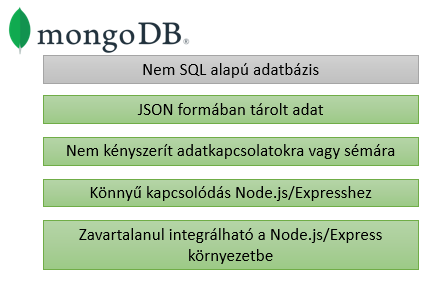 mongoDB®
Nem SQL alapú adatbázis
JSON formában tárolt adat
Nem kényszerít adatkapcsolatokra vagy sémára
Könnyű kapcsolódás Node.js/Expresshez
Zavartalanul integrálható a Node.js/Express
környezetbe